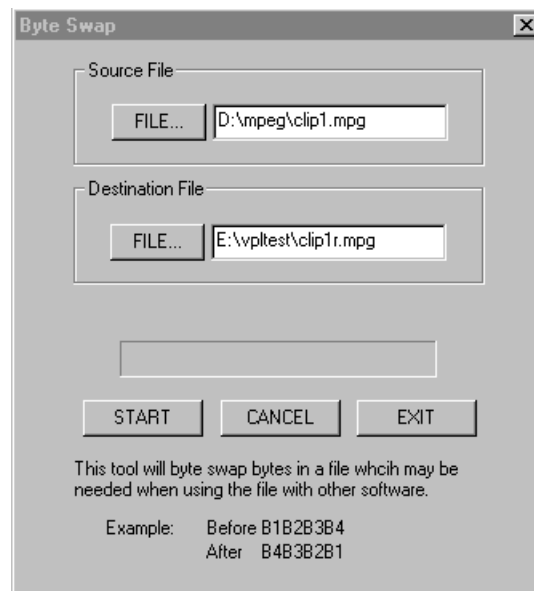 Byte Swap
Source File
FILE... D:\mpeg\clip1.mpg
Destination File
FILE... E:\vpltest\clip1r.mpg
START CANCEL EXIT
This tool will byte swap bytes in a file whcih may be
needed when using the file with other software.
Example: Before B1B2B3B4
After B4B3B2B1